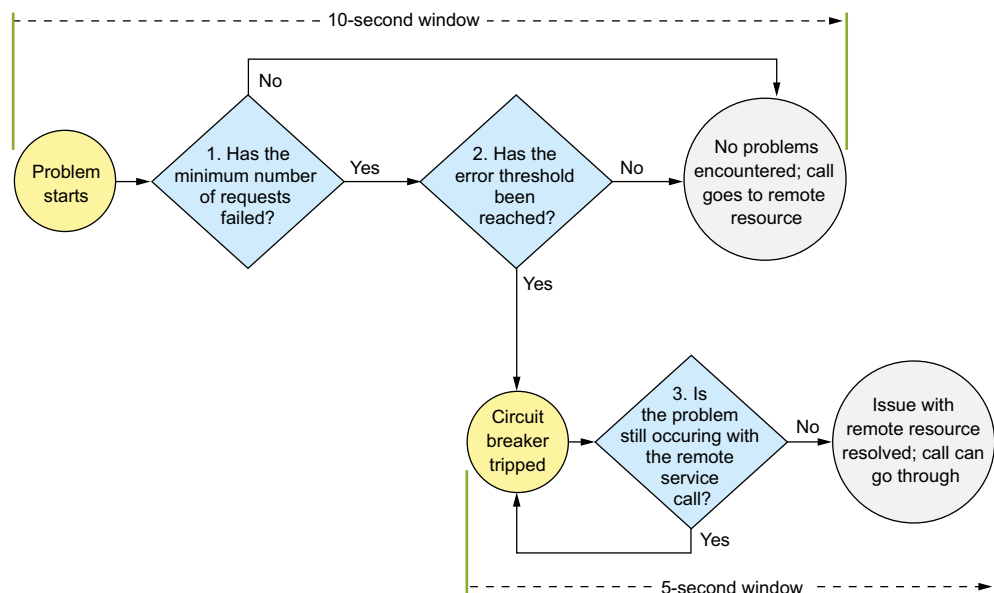 10-second window
No
Problem
starts
1. Has the
minimum number
of requests
failed?
Yes
2. Has the
error threshold
been
reached?
No
No problems
encountered; call
goes to remote
resource
Yes
Circuit
breaker
tripped
3. Is
the problem
still occuring with
the remote
service
call?
No
Issue with
remote resource
resolved; call can
go through
Yes
5-second window